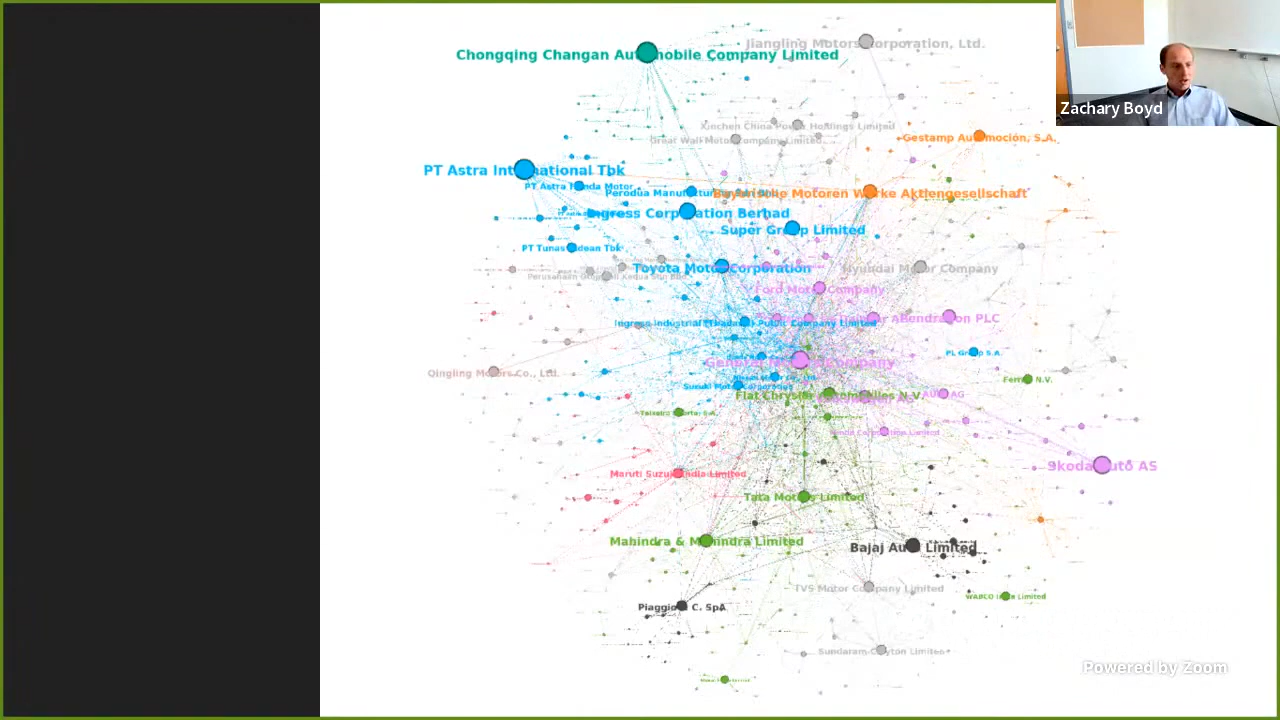 Jiangling Motors Corporation, Ltd.
Chongqing Changan Automobile Company Limited
Zachary Boyd
Xinchen China Power Holdings Limited
Great Wall Motor Company Limited
Gestamp Automoción, S.A.
PT Astra International Tbk
PT Astra Honda Motor
Perodua Manufacturing
Bayerische Motoren Werke Aktiengesellschaft
Ingress Corporation Berhad
Super Group Limited
PT Tunas Ridean Tbk
Toyota Motor Corporation
Hyundai Motor Company
Ford Motor Company
Pendragon PLC
Ingress Industrial (Thailand) Public Company Limited
PL Group S.A.
General Motors Company
Qingling Motors Co., Ltd.
Suzuki Motor Corporation
Ferrari N.V.
Fiat Chrysler Automobiles N.V.
AUDI AG
Teixeira Duarte, S.A.
Skoda Auto AS
Maruti Suzuki India Limited
Tata Motors Limited
Mahindra & Mahindra Limited
Bajaj Auto Limited
TVS Motor Company Limited
WABCO India Limited
Piaggio & C. SpA
Sundaram-Clayton Limited
Powered by Zoom